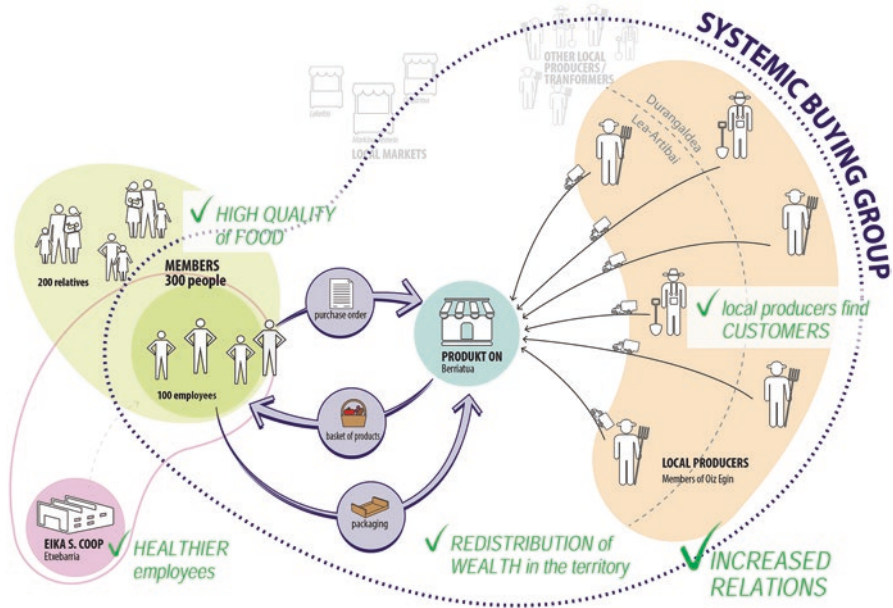 SYSTEMIC BUYING GROUP
OTHER LOCAL
PRODUCERS /
TRANFORMERS
LOCAL MARKETS
Durangaldea
Lea-Artibai
HIGH QUALITY
of FOOD
200 relatives
MEMBERS
300 people
100 employees
purchase order
PRODUKT ON
Berriatua
basket of products
packaging
local producers find
CUSTOMERS
LOCAL PRODUCERS
Members of Oiz Egin
EIKA S. COOP
Etxebarria
HEALTHIER
employees
REDISTRIBUTION of
WEALTH in the territory
INCREASED
RELATIONS